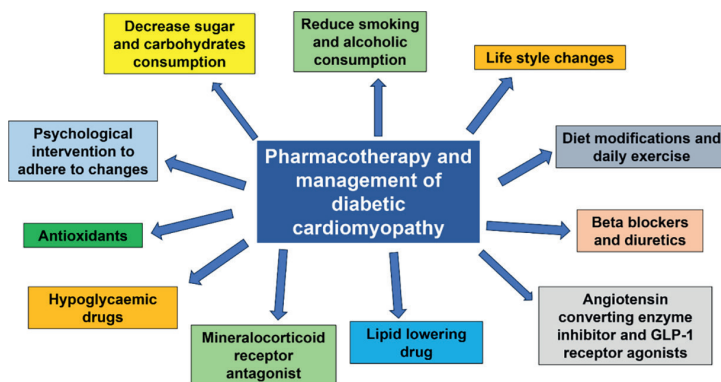 Decrease sugar
and carbohydrates
consumption
Reduce smoking
and alcoholic
consumption
Life style changes
Psychological
intervention to
adhere to changes
Pharmacotherapy and
management of
diabetic
cardiomyopathy
Diet modifications and
daily exercise
Antioxidants
Beta blockers
and diuretics
Hypoglycaemic
drugs
Mineralocorticoid
receptor
antagonist
Lipid lowering
drug
Angiotensin
converting enzyme
inhibitor and GLP-1
receptor agonists